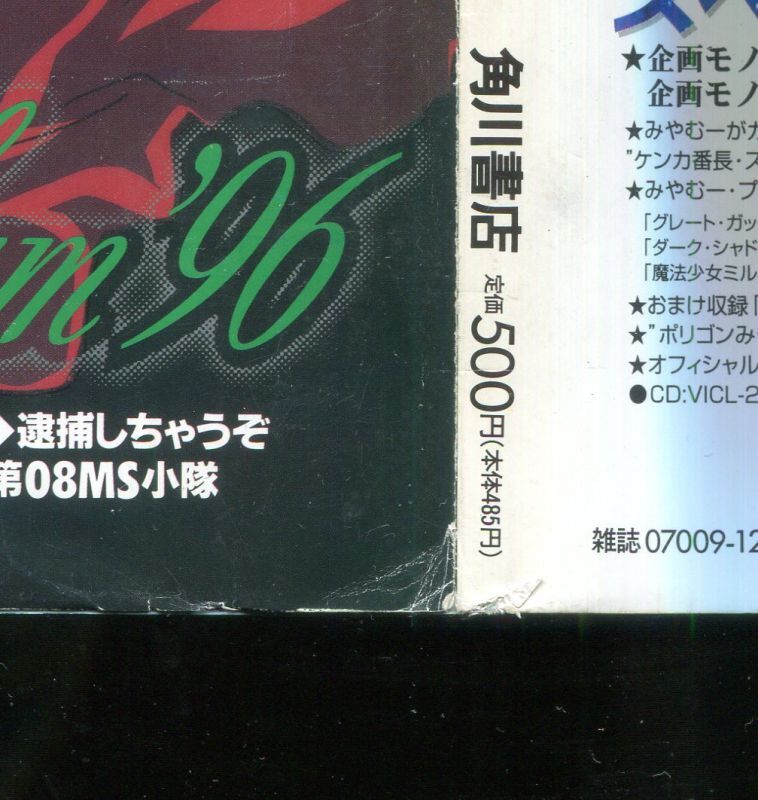 '96
◆逮捕しちゃうぞ
第08MS小隊
角川書店 定価500円(本体485円)
★企画モノ
企画モノ
★みやむーがカ
"ケンカ番長・ス
★みやむー・プ
「グレート・ガッ
「ダーク・シャド
「魔法少女ミル
★おまけ収録「
★"ポリゴンみ
★オフィシャル
●CD:VICL-2
雑誌07009-12